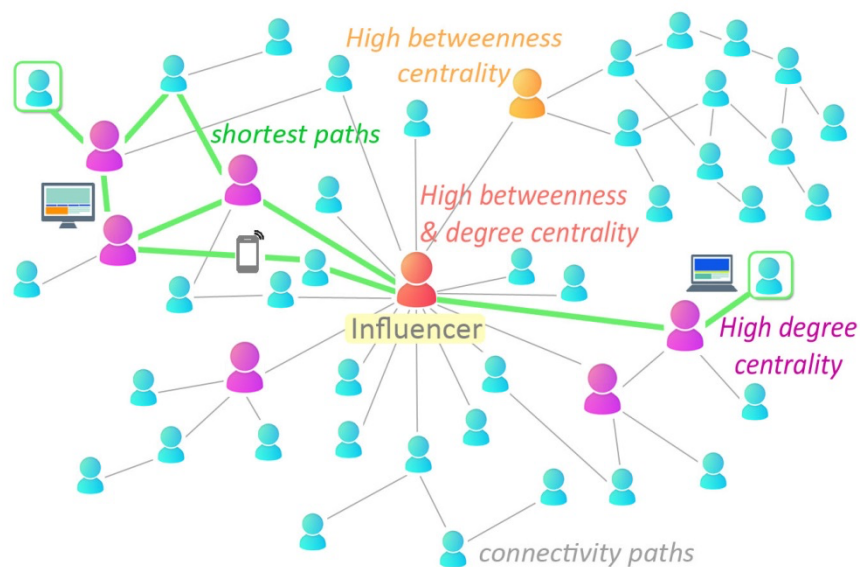 High betweenness
centrality
shortest paths
High betweenness
& degree centrality
Influencer
High degree
centrality
connectivity paths